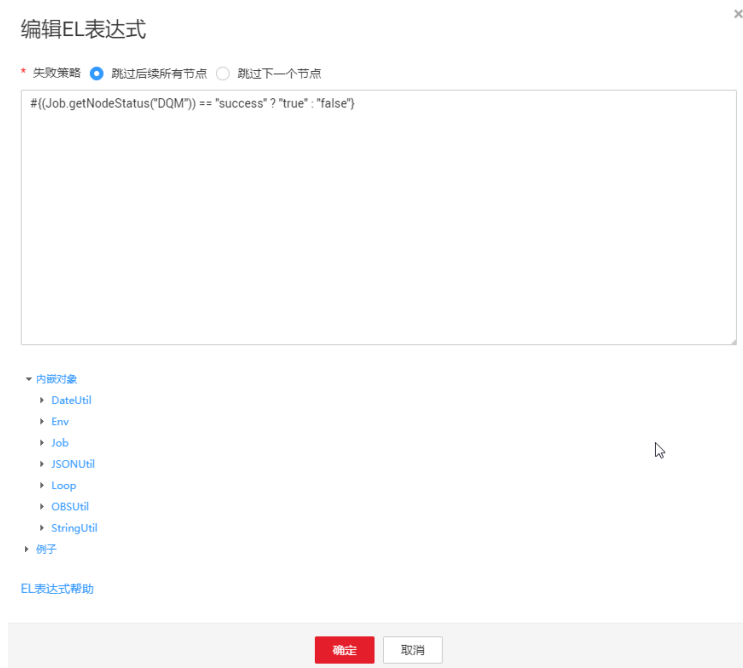 编辑EL表达式
* 失败策略 跳过后续所有节点 跳过下一个节点
#{(Job.getNodeStatus("DQM")) == "success" ? "true" : "false"}
内嵌对象
DateUtil
Env
Job
JSONUtil
Loop
OBSUtil
StringUtil
例子
EL表达式帮助
确定 取消